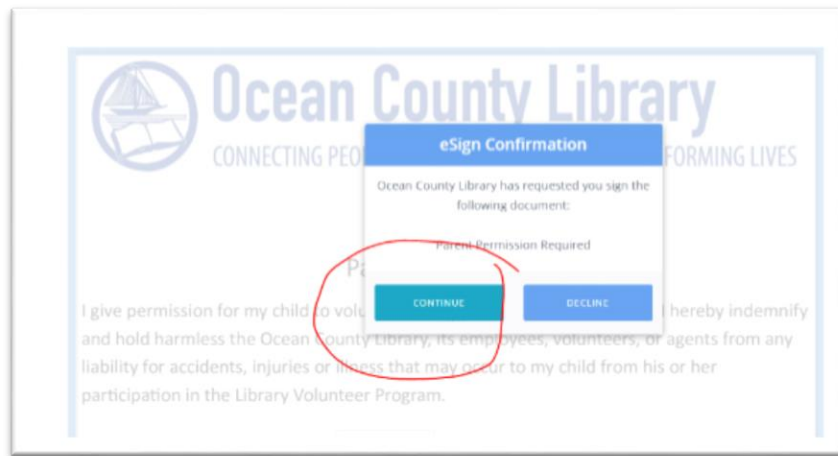 Ocean County Library
CONNECTING PEO FORMING LIVES
eSign Confirmation
Ocean County Library has requested you sign the
following document:
Parent Permission Required
Pa
CONTINUE
DECLINE
I give permission for my child to volu hereby indemnify
and hold harmless the Ocean County Library, its employees, volunteers, or agents from any
liability for accidents, injuries or illness that may occur to my child from his or her
participation in the Library Volunteer Program.